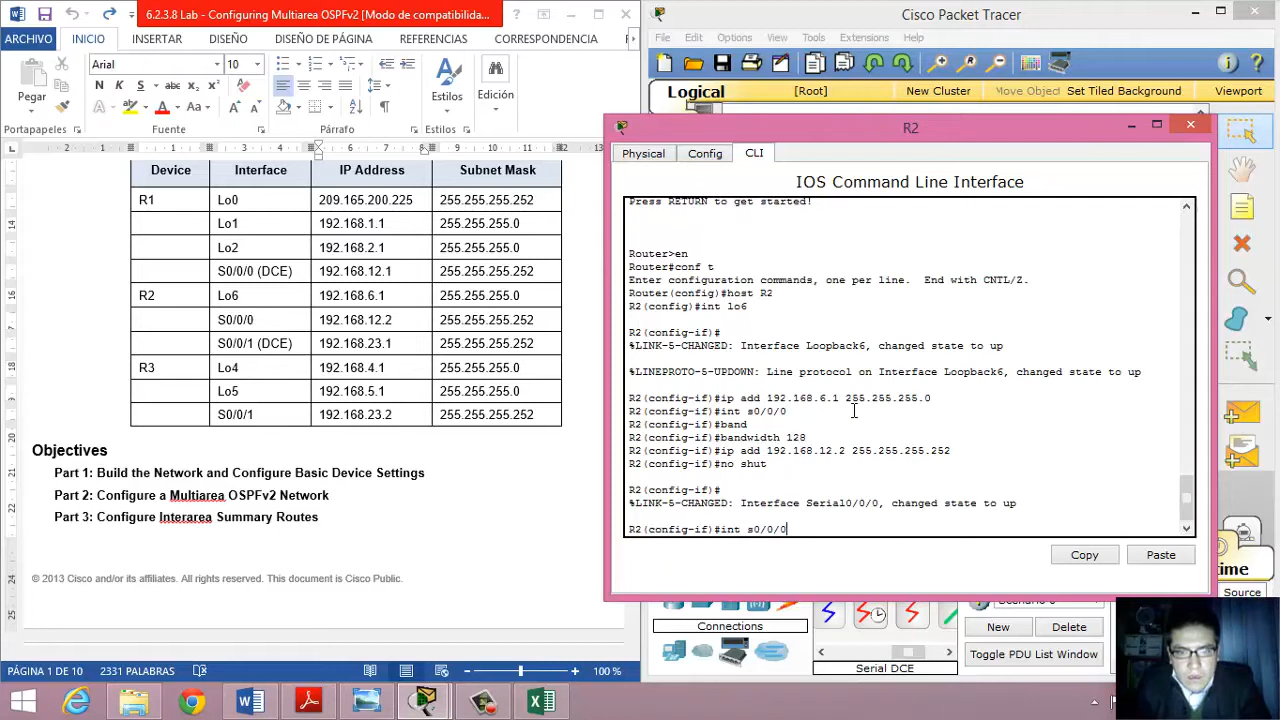 6.2.3.8 Lab - Configuring Multiarea OSPFv2 [Modo de compatibilida...
ARCHIVO INICIO INSERTAR DISEÑO DISEÑO DE PÁGINA REFERENCIAS CORRESPONDENCIA
Arial 10
Pegar
Estilos
Edición
Portapapeles Fuente Párrafo Estilos
Device Interface IP Address Subnet Mask
R1 Lo0 209.165.200.225 255.255.255.252
Lo1 192.168.1.1 255.255.255.0
Lo2 192.168.2.1 255.255.255.0
S0/0/0 (DCE) 192.168.12.1 255.255.255.252
R2 Lo6 192.168.6.1 255.255.255.0
S0/0/0 192.168.12.2 255.255.255.252
S0/0/1 (DCE) 192.168.23.1 255.255.255.252
R3 Lo4 192.168.4.1 255.255.255.0
Lo5 192.168.5.1 255.255.255.0
S0/0/1 192.168.23.2 255.255.255.252
Objectives
Part 1: Build the Network and Configure Basic Device Settings
Part 2: Configure a Multiarea OSPFv2 Network
Part 3: Configure Interarea Summary Routes
© 2013 Cisco and/or its affiliates. All rights reserved. This document is Cisco Public.
PÁGINA 1 DE 10 2331 PALABRAS 100 %
Cisco Packet Tracer
File Edit Options View Tools Extensions Help
Logical [Root] New Cluster Move Object Set Tiled Background Viewport
R2
Physical Config CLI
IOS Command Line Interface
Press RETURN to get started!
Router>en
Router#conf t
Enter configuration commands, one per line. End with CNTL/Z.
Router(config)#host R2
R2(config)#int lo6
R2(config-if)#
%LINK-5-CHANGED: Interface Loopback6, changed state to up
%LINEPROTO-5-UPDOWN: Line protocol on Interface Loopback6, changed state to up
R2(config-if)#ip add 192.168.6.1 255.255.255.0
R2(config-if)#int s0/0/0
R2(config-if)#band
R2(config-if)#bandwidth 128
R2(config-if)#ip add 192.168.12.2 255.255.255.252
R2(config-if)#no shut
R2(config-if)#
%LINK-5-CHANGED: Interface Serial0/0/0, changed state to up
R2(config-if)#int s0/0/0
Copy Paste
time
Source
Connections
New Delete
Toggle PDU List Window
Serial DCE